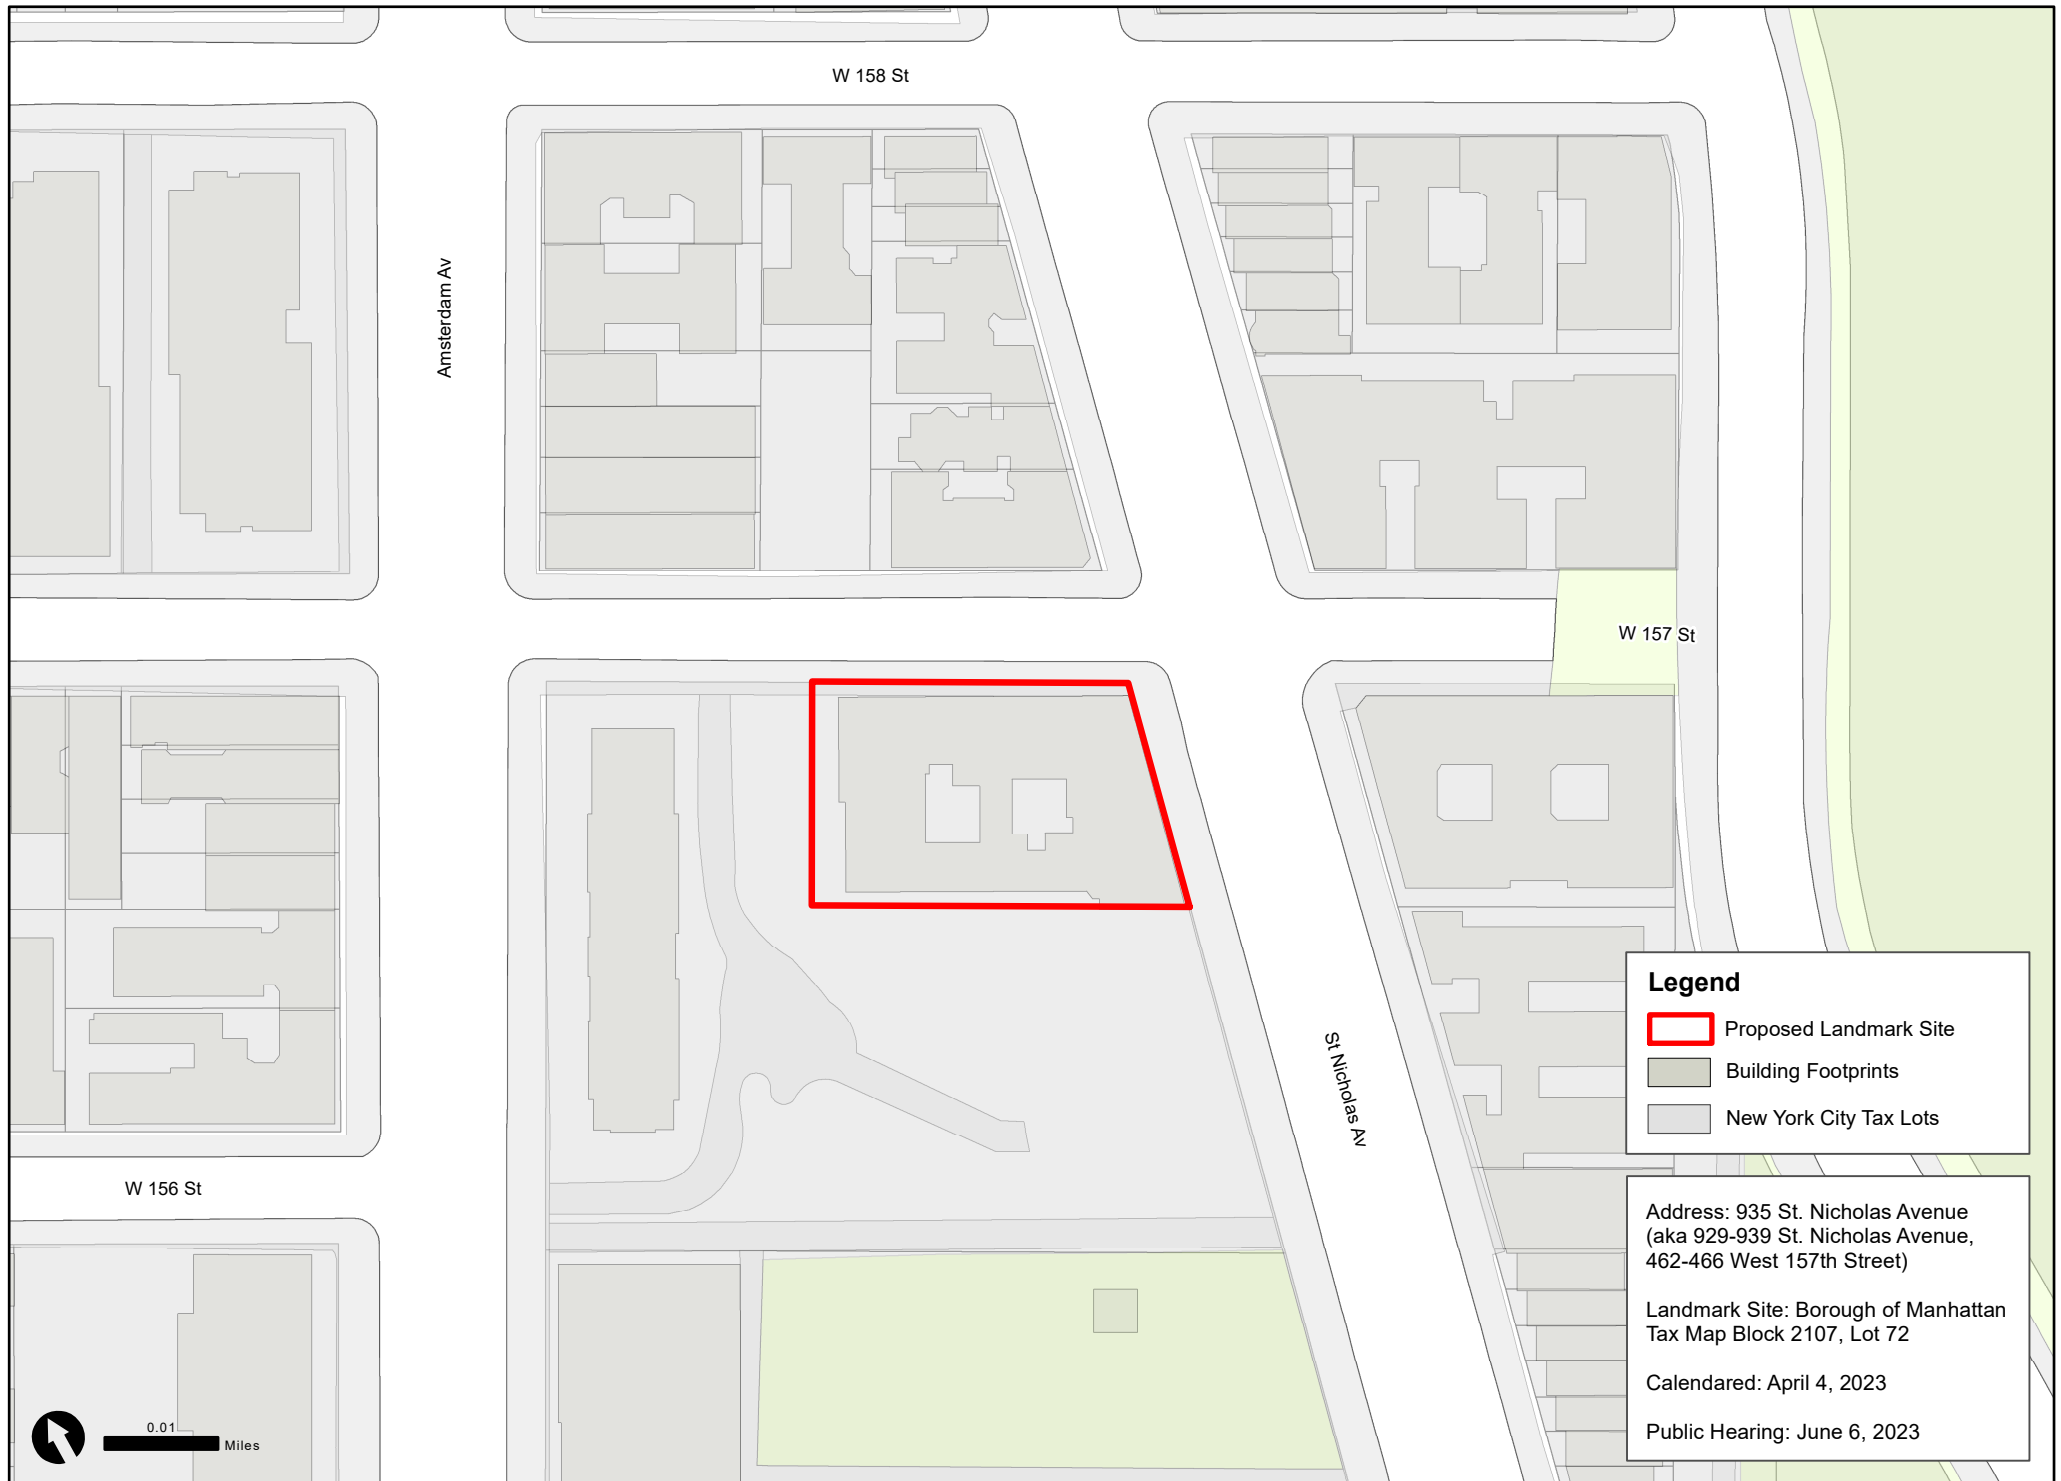 W 158 St
Amsterdam Av
W 157 St
St Nicholas Av
W 156 St
Legend
Proposed Landmark Site
Building Footprints
New York City Tax Lots
Address: 935 St. Nicholas Avenue
(aka 929-939 St. Nicholas Avenue,
462-466 West 157th Street)
Landmark Site: Borough of Manhattan
Tax Map Block 2107, Lot 72
Calendared: April 4, 2023
Public Hearing: June 6, 2023
0.01
Miles